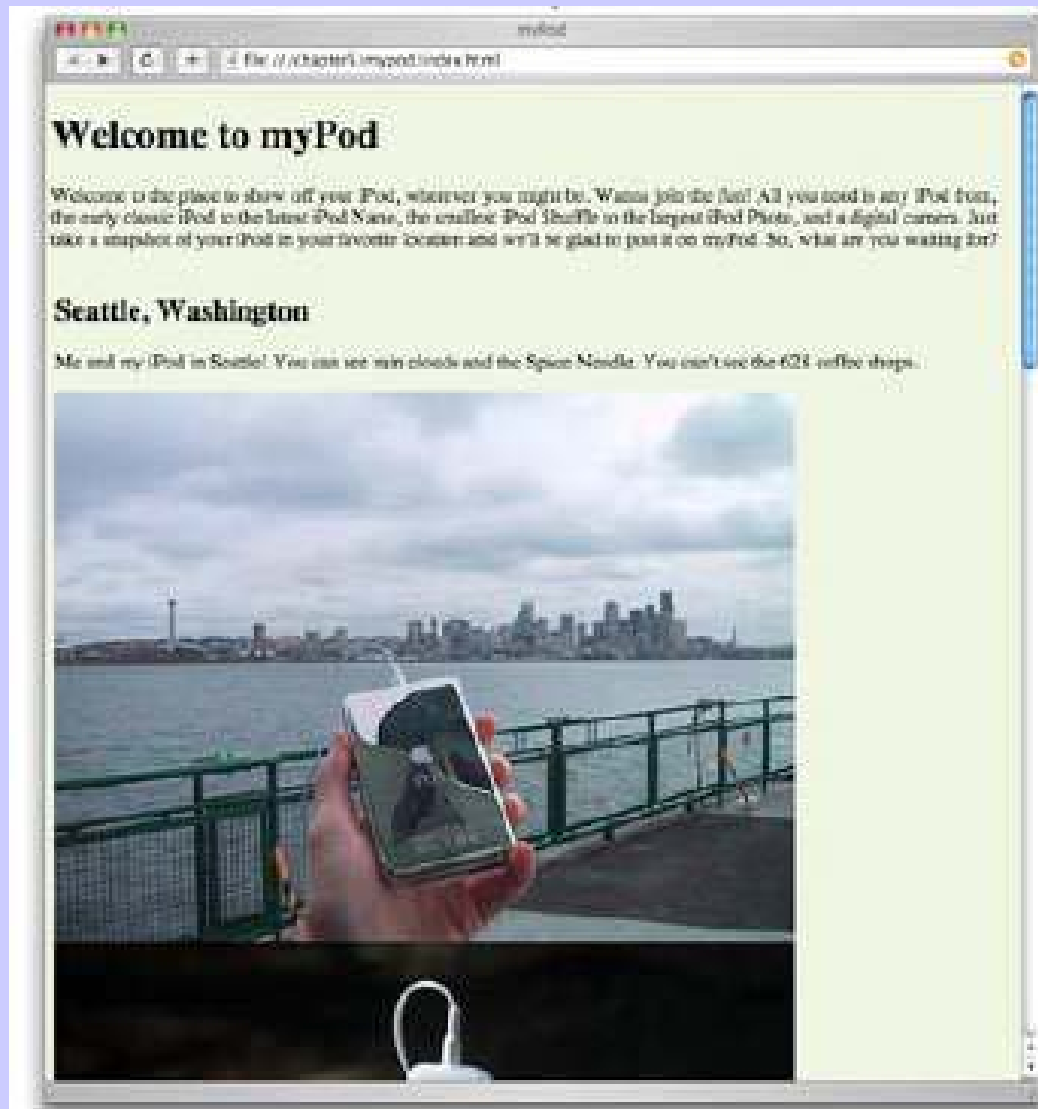 myPod
Welcome to myPod
Welcome to the place to show off your iPod, wherever you might be. Wanna join the fun? All you need is any iPod from,
the early classic iPod to the latest iPod Nano, the smallest iPod Shuffle to the largest iPod Photo, and a digital camera. Just
take a snapshot of your iPod in your favorite location and we'll be glad to post it on myPod. So, what are you waiting for?
Seattle, Washington
Me and my iPod in Seattle! You can see rain clouds and the Space Needle. You can't see the 628 coffee shops.